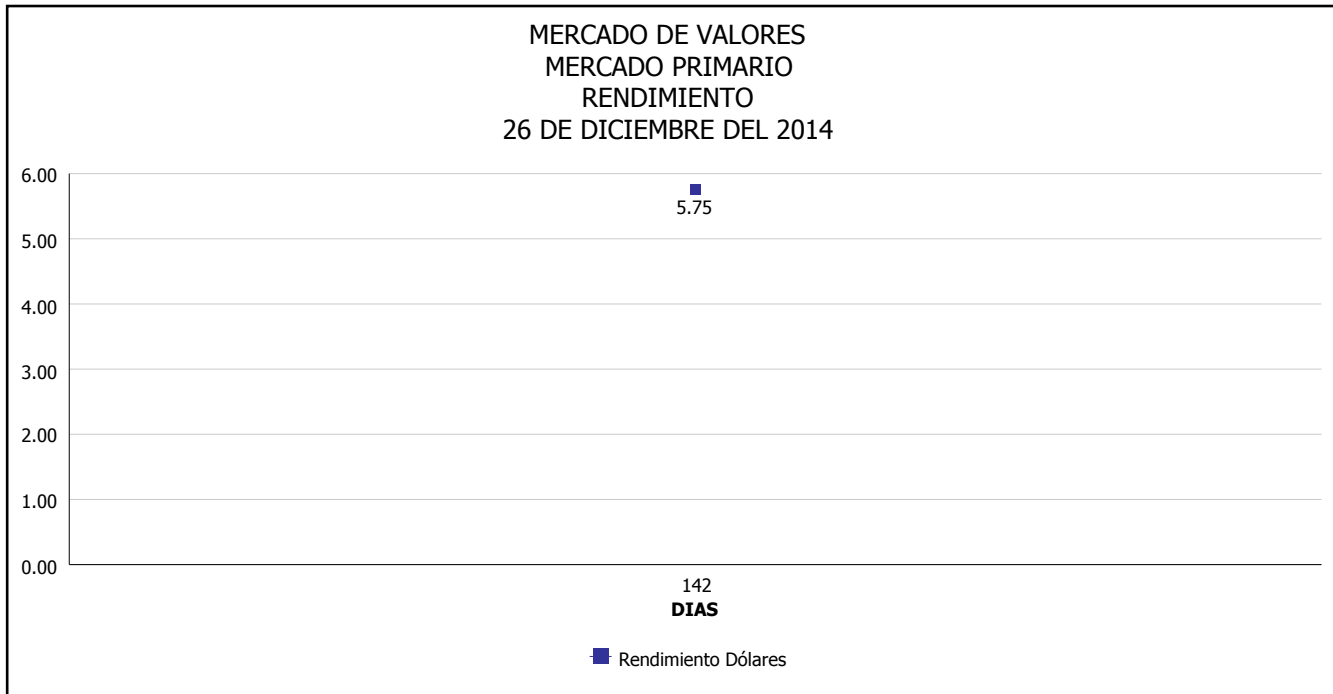 MERCADO DE VALORES
MERCADO PRIMARIO
RENDIMIENTO
26 DE DICIEMBRE DEL 2014
6.00
5.75
5.00
4.00
3.00
2.00
1.00
0.00
142
DIAS
Rendimiento Dólares